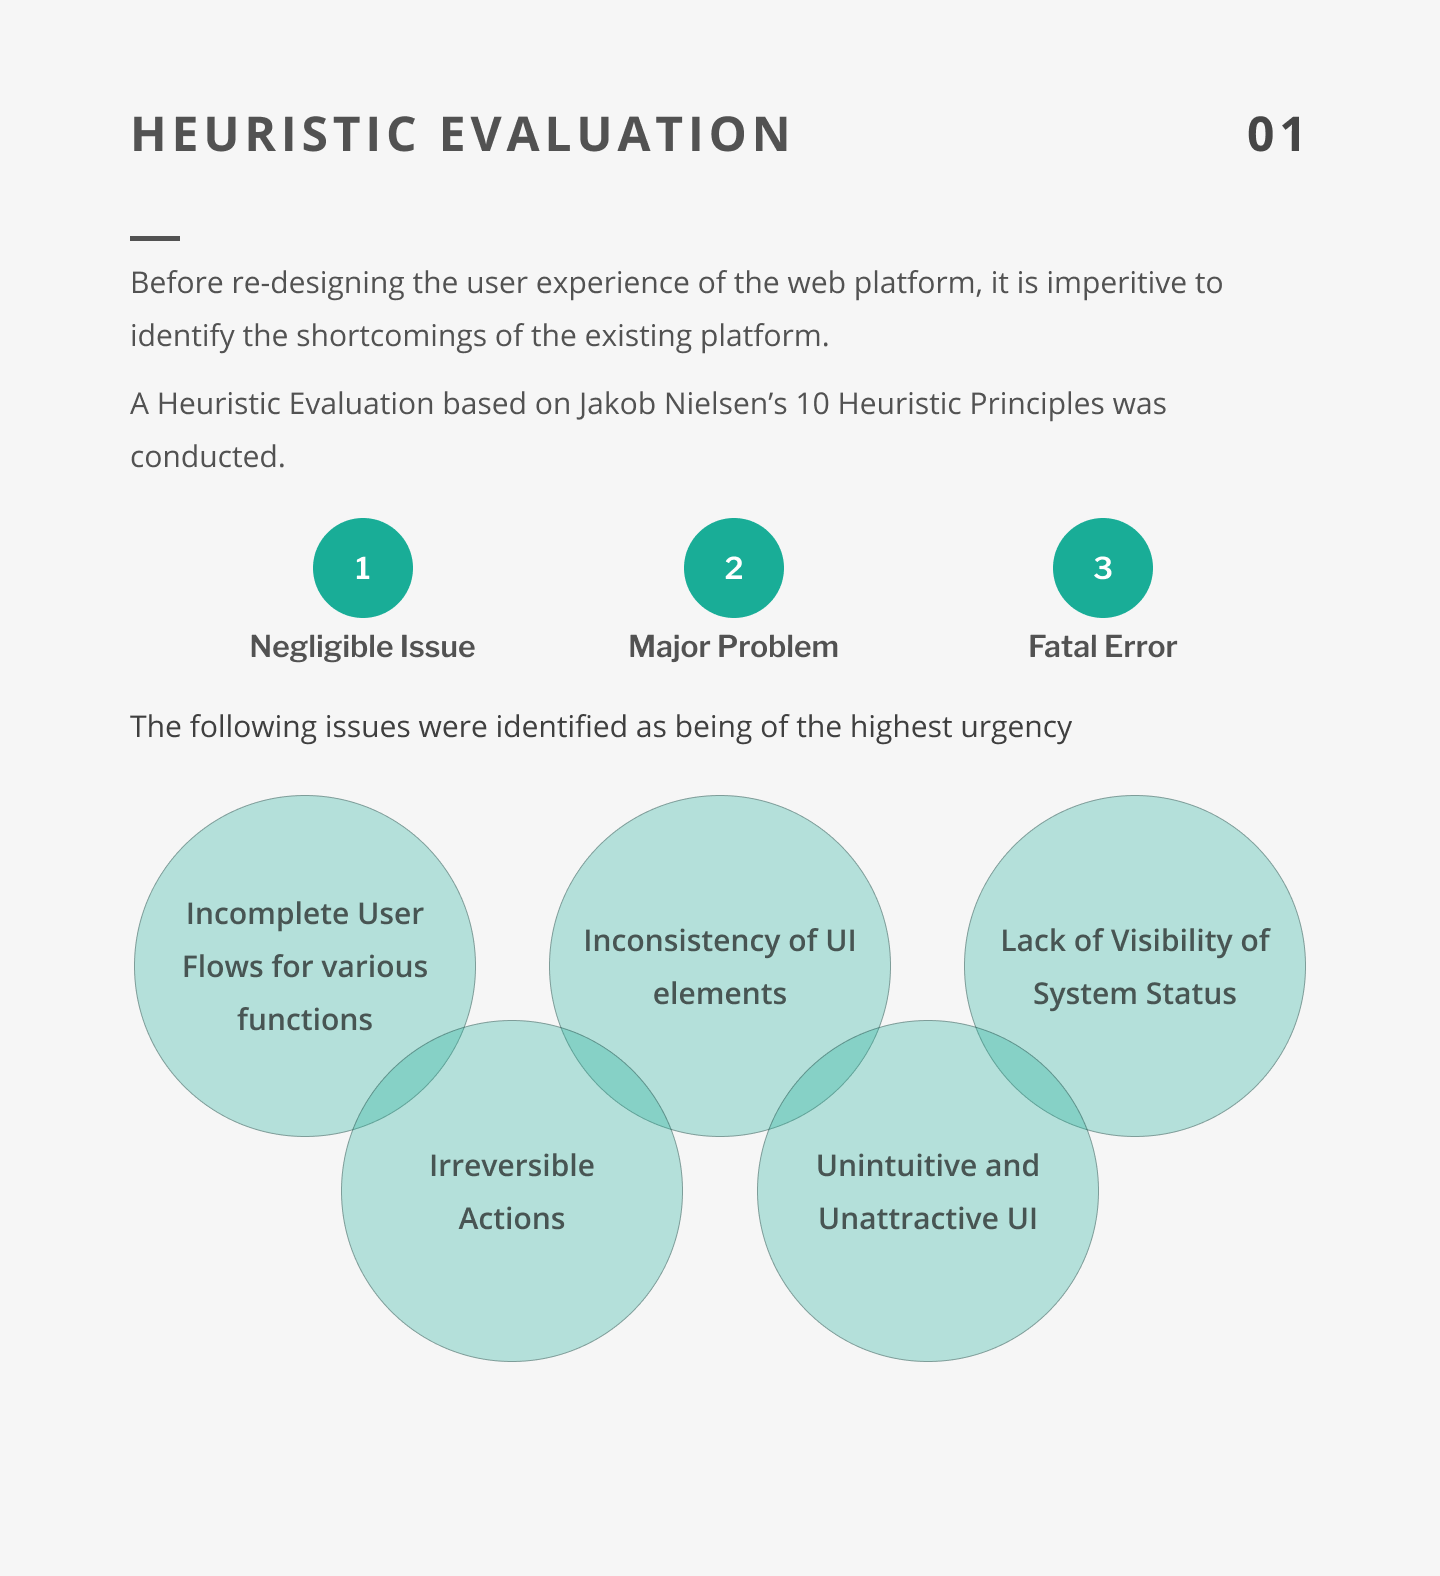 HEURISTIC EVALUATION
01
Before re-designing the user experience of the web platform, it is imperitive to
identify the shortcomings of the existing platform.
A Heuristic Evaluation based on Jakob Nielsen’s 10 Heuristic Principles was
conducted.
1
Negligible Issue
2
Major Problem
3
Fatal Error
The following issues were identified as being of the highest urgency
Incomplete User
Flows for various
functions
Inconsistency of UI
elements
Lack of Visibility of
System Status
Irreversible
Actions
Unintuitive and
Unattractive UI